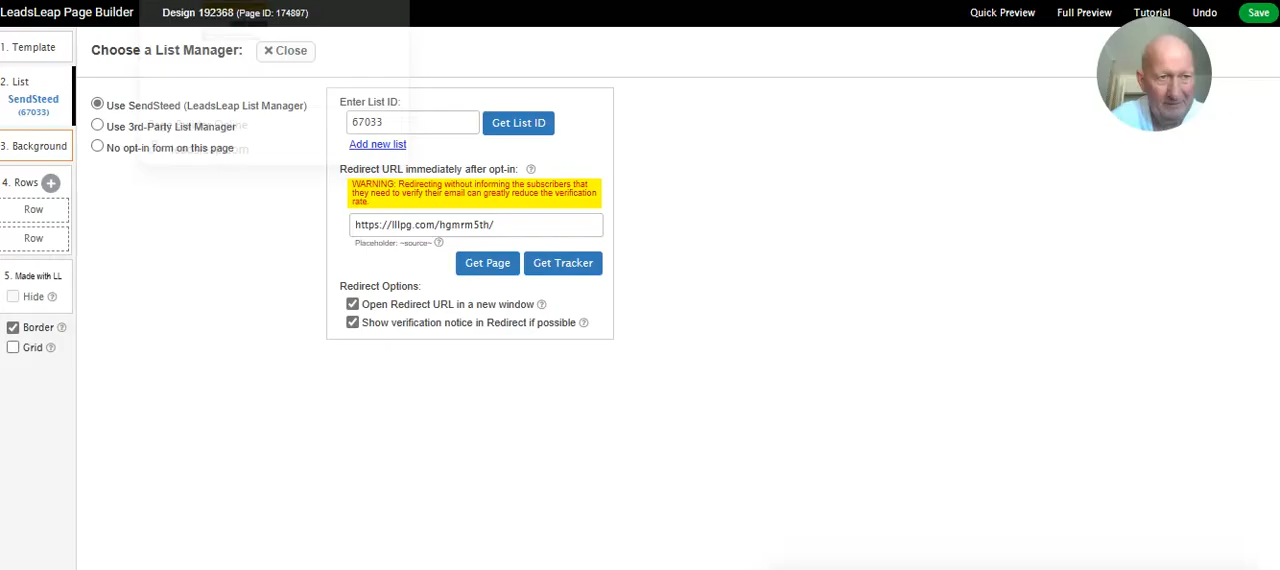 LeadsLeap Page Builder
Design 192368 (Page ID: 174897)
Quick Preview
Full Preview
Tutorial
Undo
Save
1. Template
2. List
SendSteed
(67033)
3. Background
4. Rows
Row
Row
5. Made with LL
Hide
Border
Grid
Choose a List Manager:
✕ Close
Use SendSteed (LeadsLeap List Manager)
Use 3rd-Party List Manager
No opt-in form on this page
Enter List ID:
67033
Get List ID
Add new list
Redirect URL immediately after opt-in:
WARNING: Redirecting without informing the subscribers that
they need to verify their email can greatly reduce the verification
rate.
https://lllpg.com/hgmrm5th/
Placeholder: ~source~
Get Page
Get Tracker
Redirect Options:
Open Redirect URL in a new window
Show verification notice in Redirect if possible